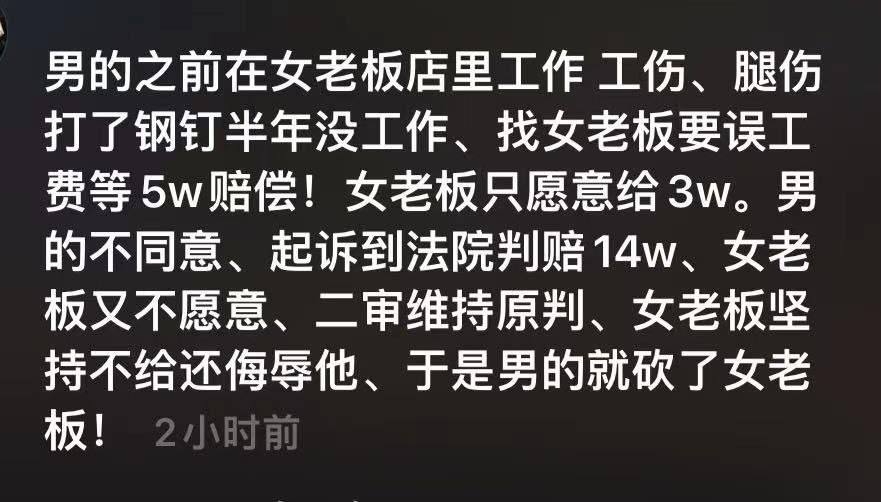 男的之前在女老板店里工作 工伤、腿伤
打了钢钉半年没工作、找女老板要误工
费等5w赔偿！女老板只愿意给3w。男
的不同意、起诉到法院判赔14w、女老
板又不愿意、二审维持原判、女老板坚
持不给还侮辱他、于是男的就砍了女老
板！ 2小时前